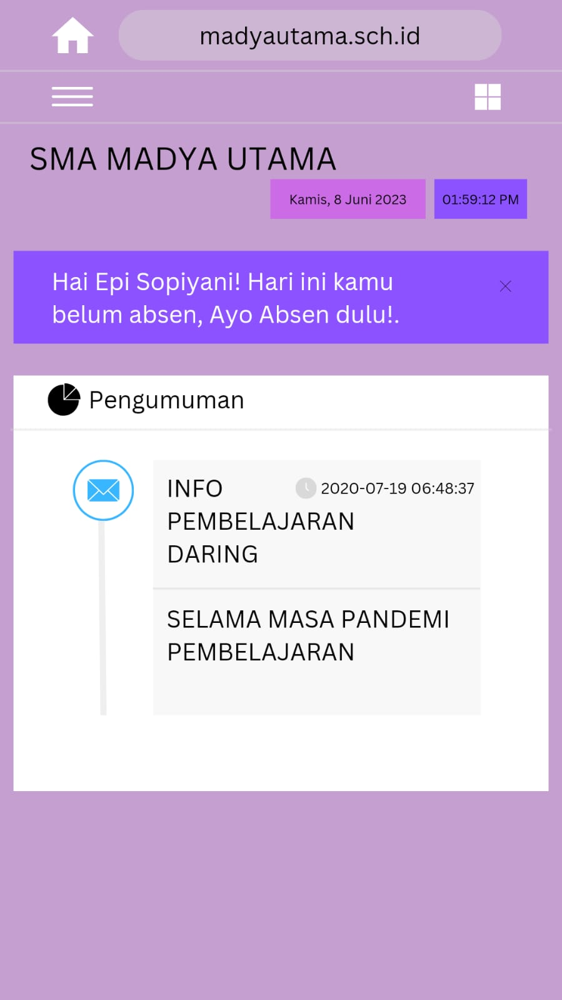 madyautama.sch.id
SMA MADYA UTAMA
Kamis, 8 Juni 2023
01:59:12 PM
Hai Epi Sopiyani! Hari ini kamu
belum absen, Ayo Absen dulu!.
Pengumuman
INFO
2020-07-19 06:48:37
PEMBELAJARAN
DARING
SELAMA MASA PANDEMI
PEMBELAJARAN